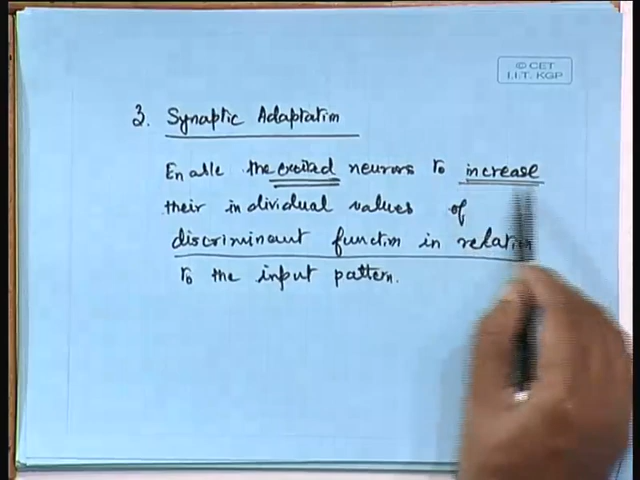 © CET
I.I.T. KGP
3. Synaptic Adaptation
Enable the excited neurons to increase
their individual values of
discriminant function in relation
to the input pattern.